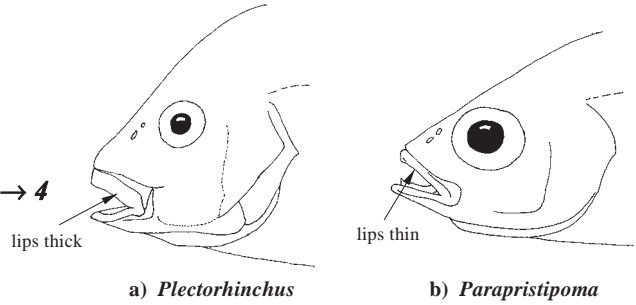 → 4
lips thick
lips thin
a) Plectorhinchus
b) Parapristipoma